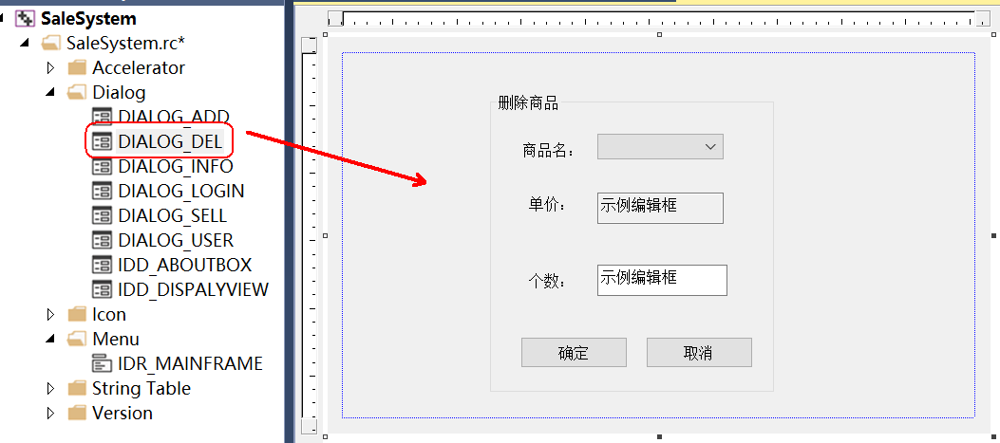 SaleSystem
SaleSystem.rc*
Accelerator
Dialog
DIALOG_ADD
DIALOG_DEL
DIALOG_INFO
DIALOG_LOGIN
DIALOG_SELL
DIALOG_USER
IDD_ABOUTBOX
IDD_DISPALYVIEW
Icon
Menu
IDR_MAINFRAME
String Table
Version
删除商品
商品名：
单价： 示例编辑框
个数： 示例编辑框
确定 取消